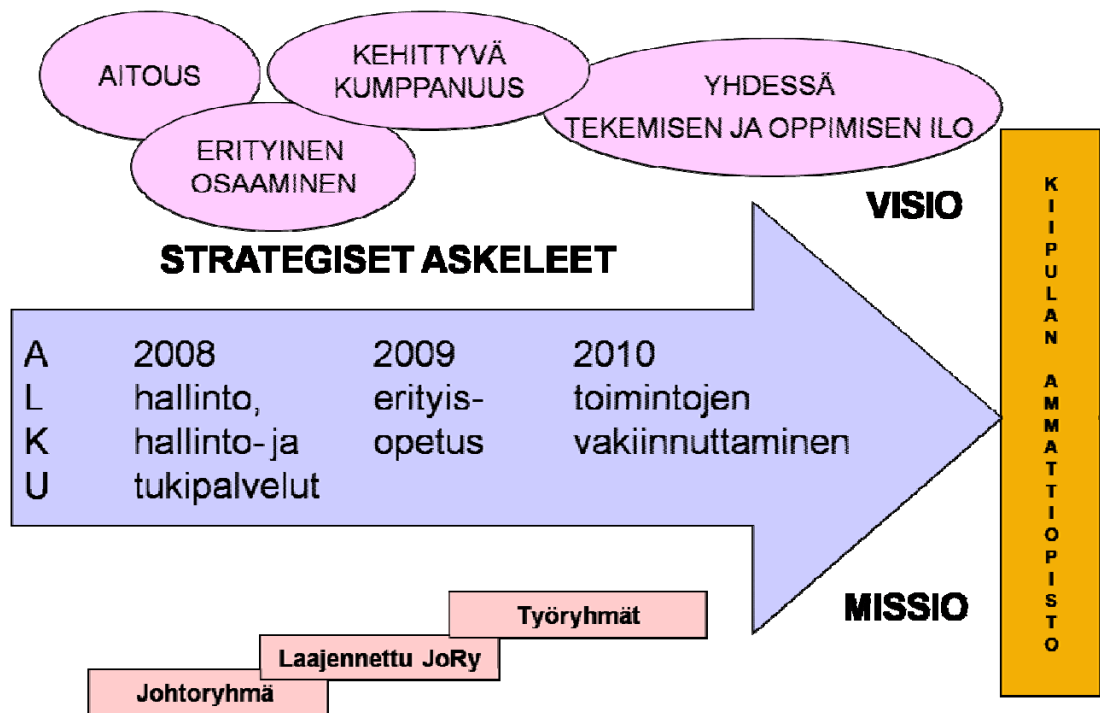 AITOUS
KEHITTYVÄ
KUMPPANUUS
YHDESSÄ
TEKEMISEN JA OPPIMISEN ILO
ERITYINEN
OSAAMINEN
VISIO
STRATEGISET ASKELEET
ALKU
2008
hallinto,
hallinto- ja
tukipalvelut
2009
erityis-
opetus
2010
toimintojen
vakiinnuttaminen
MISSIO
Työryhmät
Laajennettu JoRy
Johtoryhmä
KIIPULAN AMMATTIOPISTO